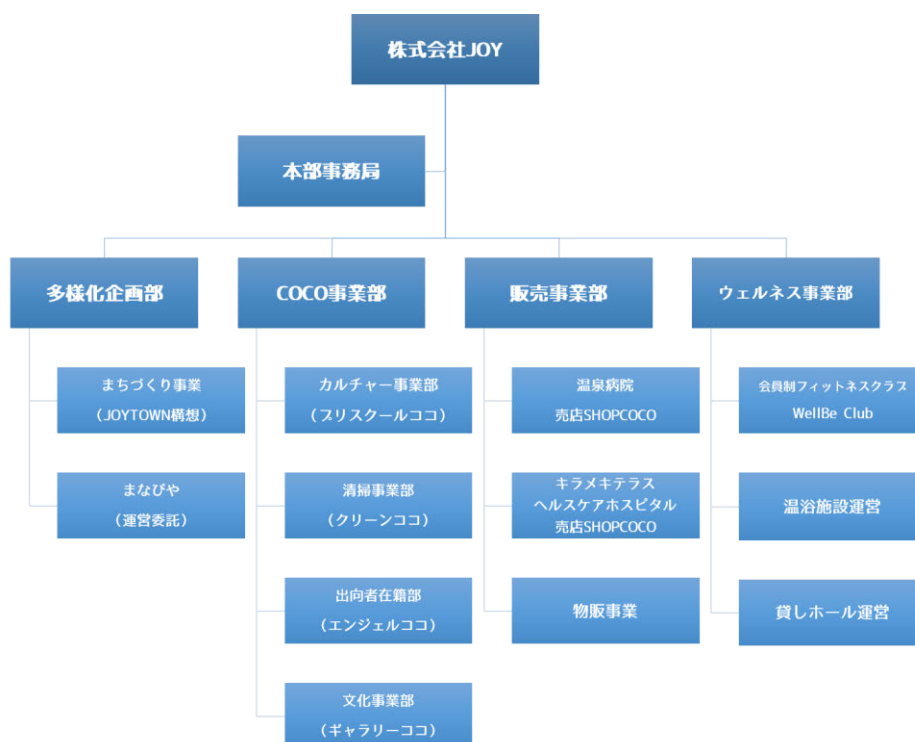 株式会社JOY
本部事務局
多様化企画部
まちづくり事業
（JOYTOWN構想）
まなびや
（運営委託）
COCO事業部
カルチャー事業部
（プリスクールココ）
清掃事業部
（クリーンココ）
出向者在籍部
（エンジェルココ）
文化事業部
（ギャラリーココ）
販売事業部
温泉病院
売店SHOPCOCO
キラメキテラス
ヘルスケアホスピタル
売店SHOPCOCO
物販事業
ウェルネス事業部
会員制フィットネスクラブ
WellBe Club
温浴施設運営
貸しホール運営